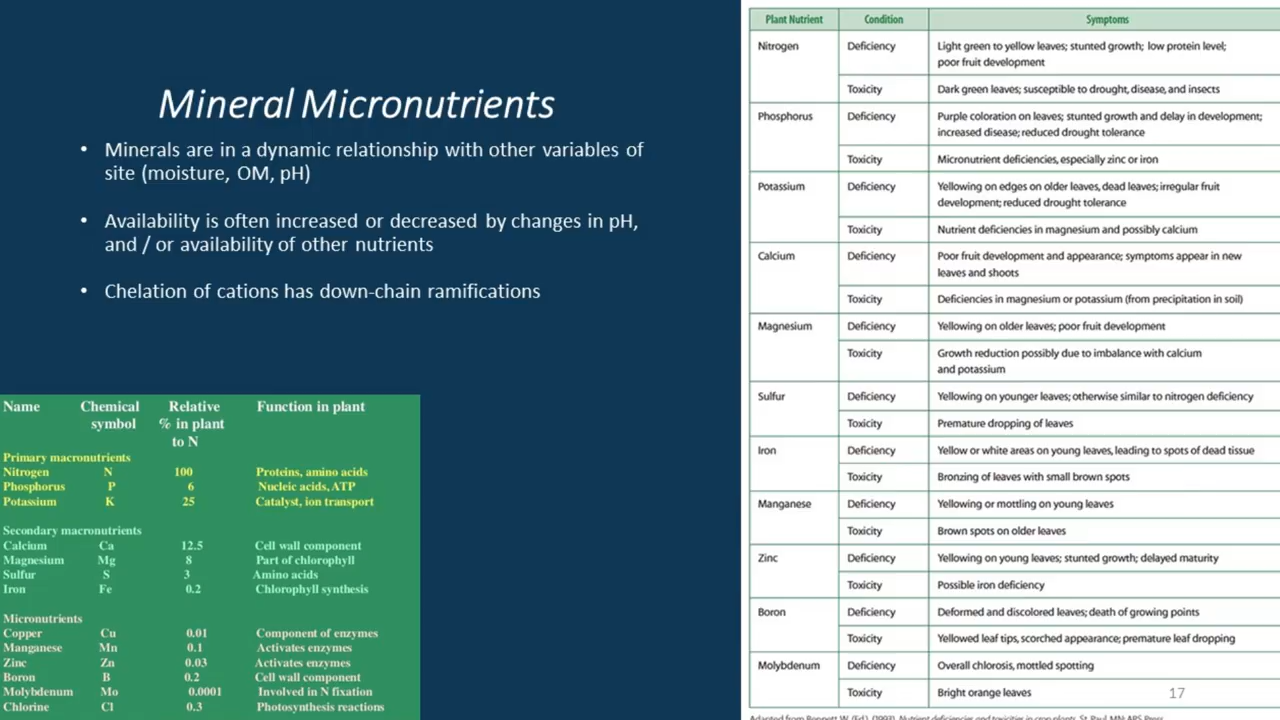 Mineral Micronutrients
• Minerals are in a dynamic relationship with other variables of
site (moisture, OM, pH)
• Availability is often increased or decreased by changes in pH,
and / or availability of other nutrients
• Chelation of cations has down-chain ramifications
Name Chemical Relative Function in plant
symbol % in plant
to N
Primary macronutrients
Nitrogen N 100 Proteins, amino acids
Phosphorus P 6 Nucleic acids, ATP
Potassium K 25 Catalyst, ion transport
Secondary macronutrients
Calcium Ca 12.5 Cell wall component
Magnesium Mg 8 Part of chlorophyll
Sulfur S 3 Amino acids
Iron Fe 0.2 Chlorophyll synthesis
Micronutrients
Copper Cu 0.01 Component of enzymes
Manganese Mn 0.1 Activates enzymes
Zinc Zn 0.03 Activates enzymes
Boron B 0.2 Cell wall component
Molybdenum Mo 0.0001 Involved in N fixation
Chlorine Cl 0.3 Photosynthesis reactions
Plant Nutrient Condition Symptoms
Nitrogen Deficiency Light green to yellow leaves; stunted growth; low protein level;
poor fruit development
Toxicity Dark green leaves; susceptible to drought, disease, and insects
Phosphorus Deficiency Purple coloration on leaves; stunted growth and delay in development;
increased disease; reduced drought tolerance
Toxicity Micronutrient deficiencies, especially zinc or iron
Potassium Deficiency Yellowing on edges on older leaves, dead leaves; irregular fruit
development; reduced drought tolerance
Toxicity Nutrient deficiencies in magnesium and possibly calcium
Calcium Deficiency Poor fruit development and appearance; symptoms appear in new
leaves and shoots
Toxicity Deficiencies in magnesium or potassium (from precipitation in soil)
Magnesium Deficiency Yellowing on older leaves; poor fruit development
Toxicity Growth reduction possibly due to imbalance with calcium
and potassium
Sulfur Deficiency Yellowing on younger leaves; otherwise similar to nitrogen deficiency
Toxicity Premature dropping of leaves
Iron Deficiency Yellow or white areas on young leaves, leading to spots of dead tissue
Toxicity Bronzing of leaves with small brown spots
Manganese Deficiency Yellowing or mottling on young leaves
Toxicity Brown spots on older leaves
Zinc Deficiency Yellowing on young leaves; stunted growth; delayed maturity
Toxicity Possible iron deficiency
Boron Deficiency Deformed and discolored leaves; death of growing points
Toxicity Yellowed leaf tips, scorched appearance; premature leaf dropping
Molybdenum Deficiency Overall chlorosis, mottled spotting
Toxicity Bright orange leaves
17
Adapted from Bennett W. (Ed.). (1993). Nutrient deficiencies and toxicities in crop plants. St. Paul, MN: APS Press.